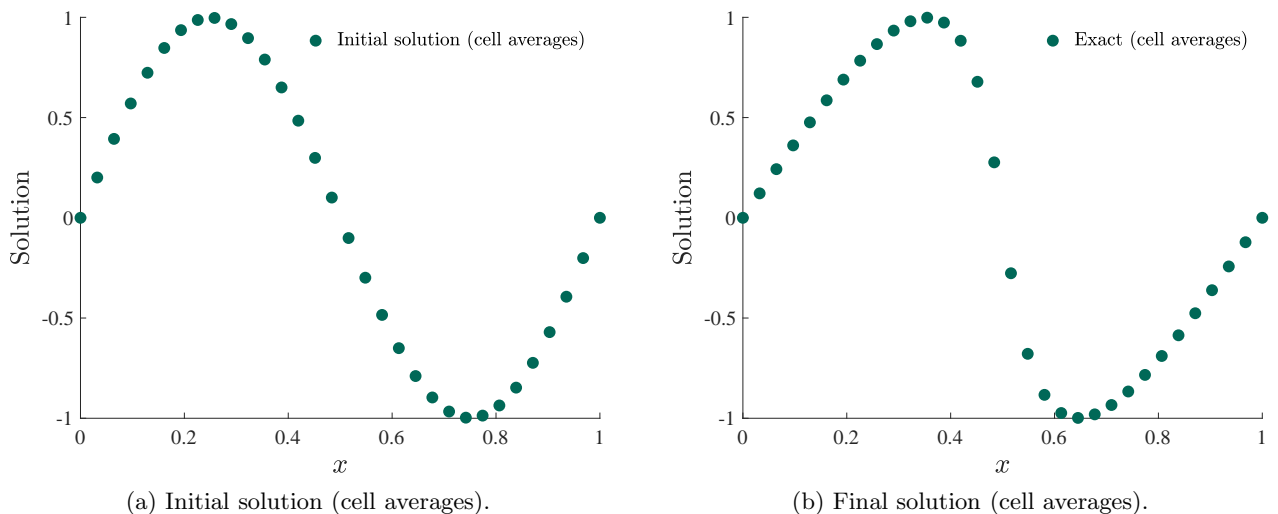 1
0.5
0
-0.5
-1
Solution
Initial solution (cell averages)
0
0.2
0.4
0.6
0.8
1
x
(a) Initial solution (cell averages).
1
0.5
0
-0.5
-1
Solution
Exact (cell averages)
0
0.2
0.4
0.6
0.8
1
x
(b) Final solution (cell averages).